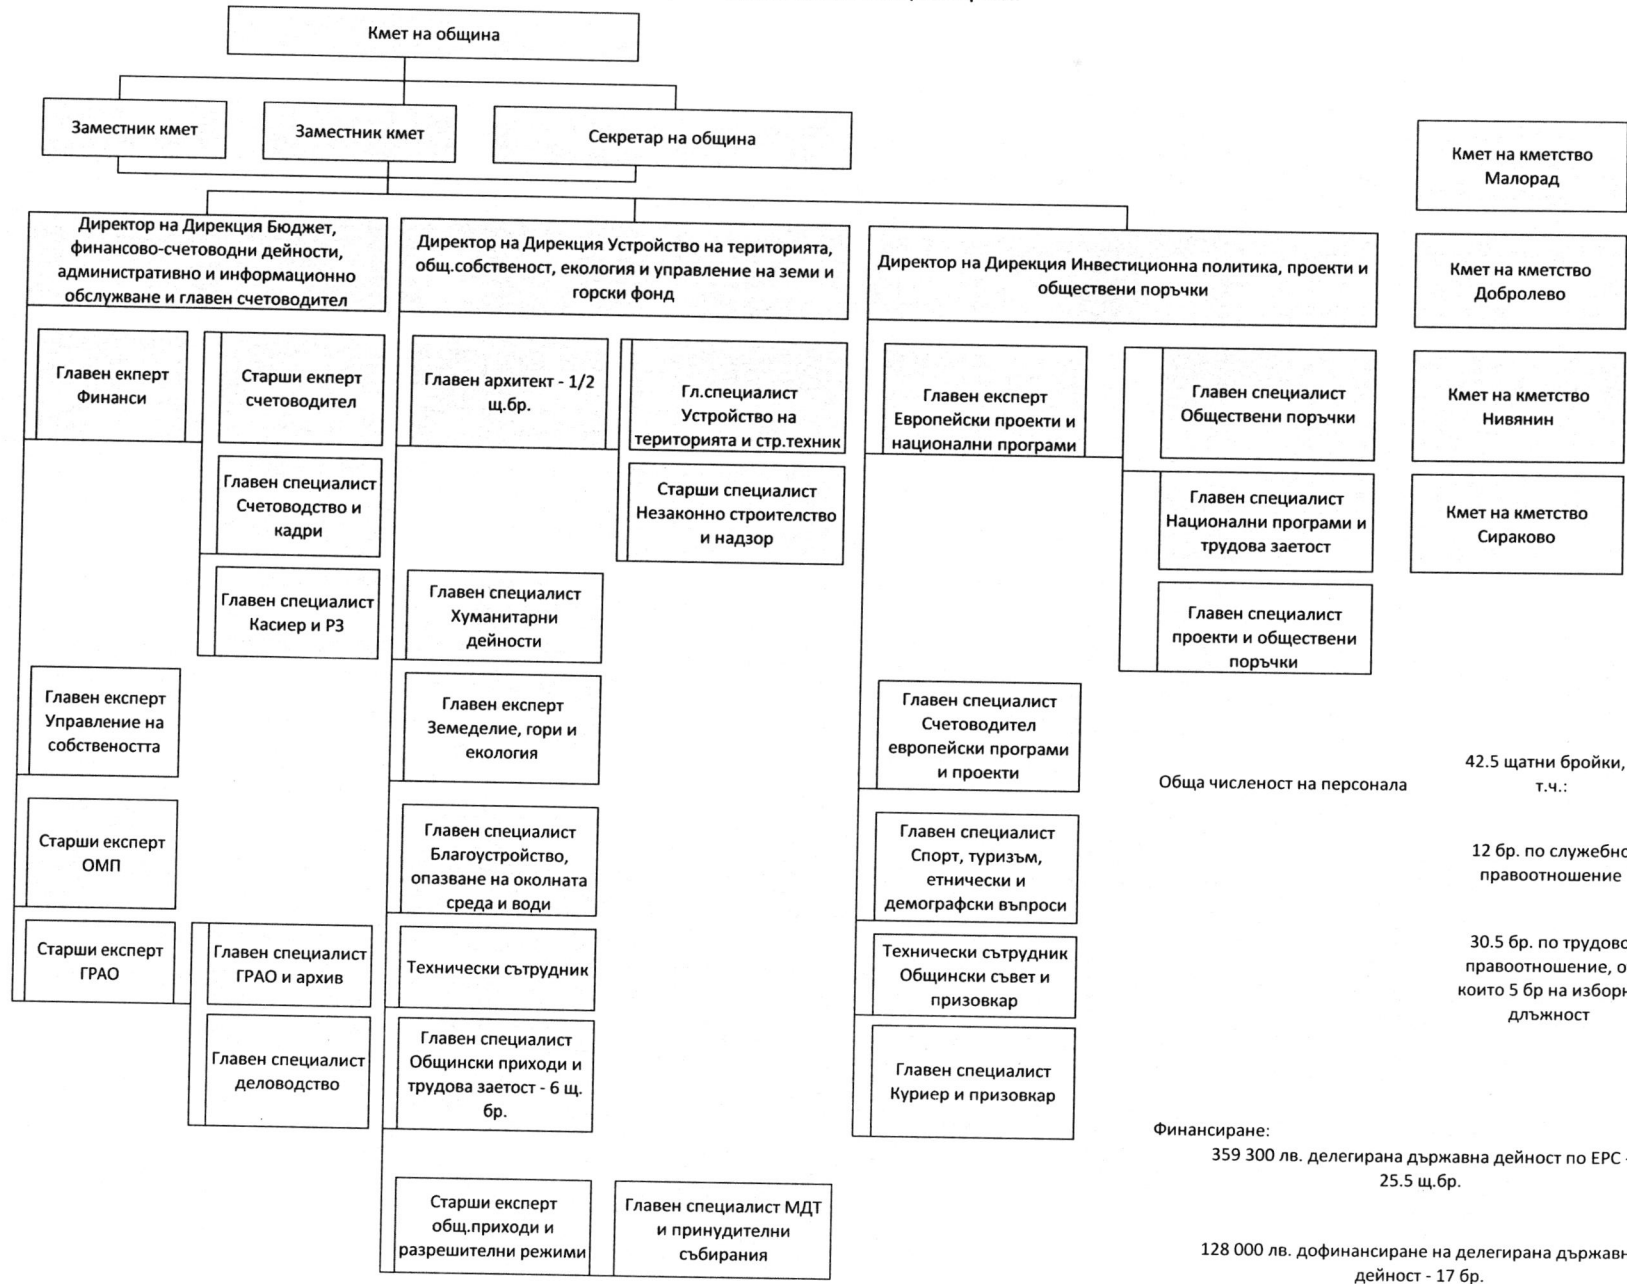 Кмет на община
Заместник кмет
Заместник кмет
Секретар на община
Директор на Дирекция Бюджет,
финансово-счетоводни дейности,
административно и информационно
обслужване и главен счетоводител
Директор на Дирекция Устройство на територията,
общ.собственост, екология и управление на земи и
горски фонд
Директор на Дирекция Инвестиционна политика, проекти и
обществени поръчки
Главен експерт
Финанси
Старши експерт
счетоводител
Главен специалист
Счетоводство и
кадри
Главен специалист
Касиер и РЗ
Главен експерт
Управление на
собствеността
Старши експерт
ОМП
Старши експерт
ГРАО
Главен специалист
ГРАО и архив
Главен специалист
деловодство
Главен архитект - 1/2
щ.бр.
Гл.специалист
Устройство на
територията и стр.техник
Старши специалист
Незаконно строителство
и надзор
Главен специалист
Хуманитарни
дейности
Главен експерт
Земеделие, гори и
екология
Главен специалист
Благоустройство,
опазване на околната
среда и води
Технически сътрудник
Главен специалист
Общински приходи и
трудова заетост - 6 щ.
бр.
Старши експерт
общ.приходи и
разрешителни режими
Главен специалист МДТ
и принудителни
събирания
Главен експерт
Европейски проекти и
национални програми
Главен специалист
Обществени поръчки
Главен специалист
Национални програми и
трудова заетост
Главен специалист
проекти и обществени
поръчки
Главен специалист
Счетоводител
европейски програми
и проекти
Главен специалист
Спорт, туризъм,
етнически и
демографски въпроси
Технически сътрудник
Общински съвет и
призовкар
Главен специалист
Куриер и призовкар
Кмет на кметство
Малорад
Кмет на кметство
Добролево
Кмет на кметство
Нивянин
Кмет на кметство
Сираково
Обща численост на персонала
42.5 щатни бройки,
т.ч.:
12 бр. по служебно
правоотношение
30.5 бр. по трудово
правоотношение,
които 5 бр на
длъжност
Финансиране:
359 300 лв. делегирана държавна дейност по ЕРС -
25.5 щ.бр.
128 000 лв. дофинансиране на делегирана
дейност - 17 бр.